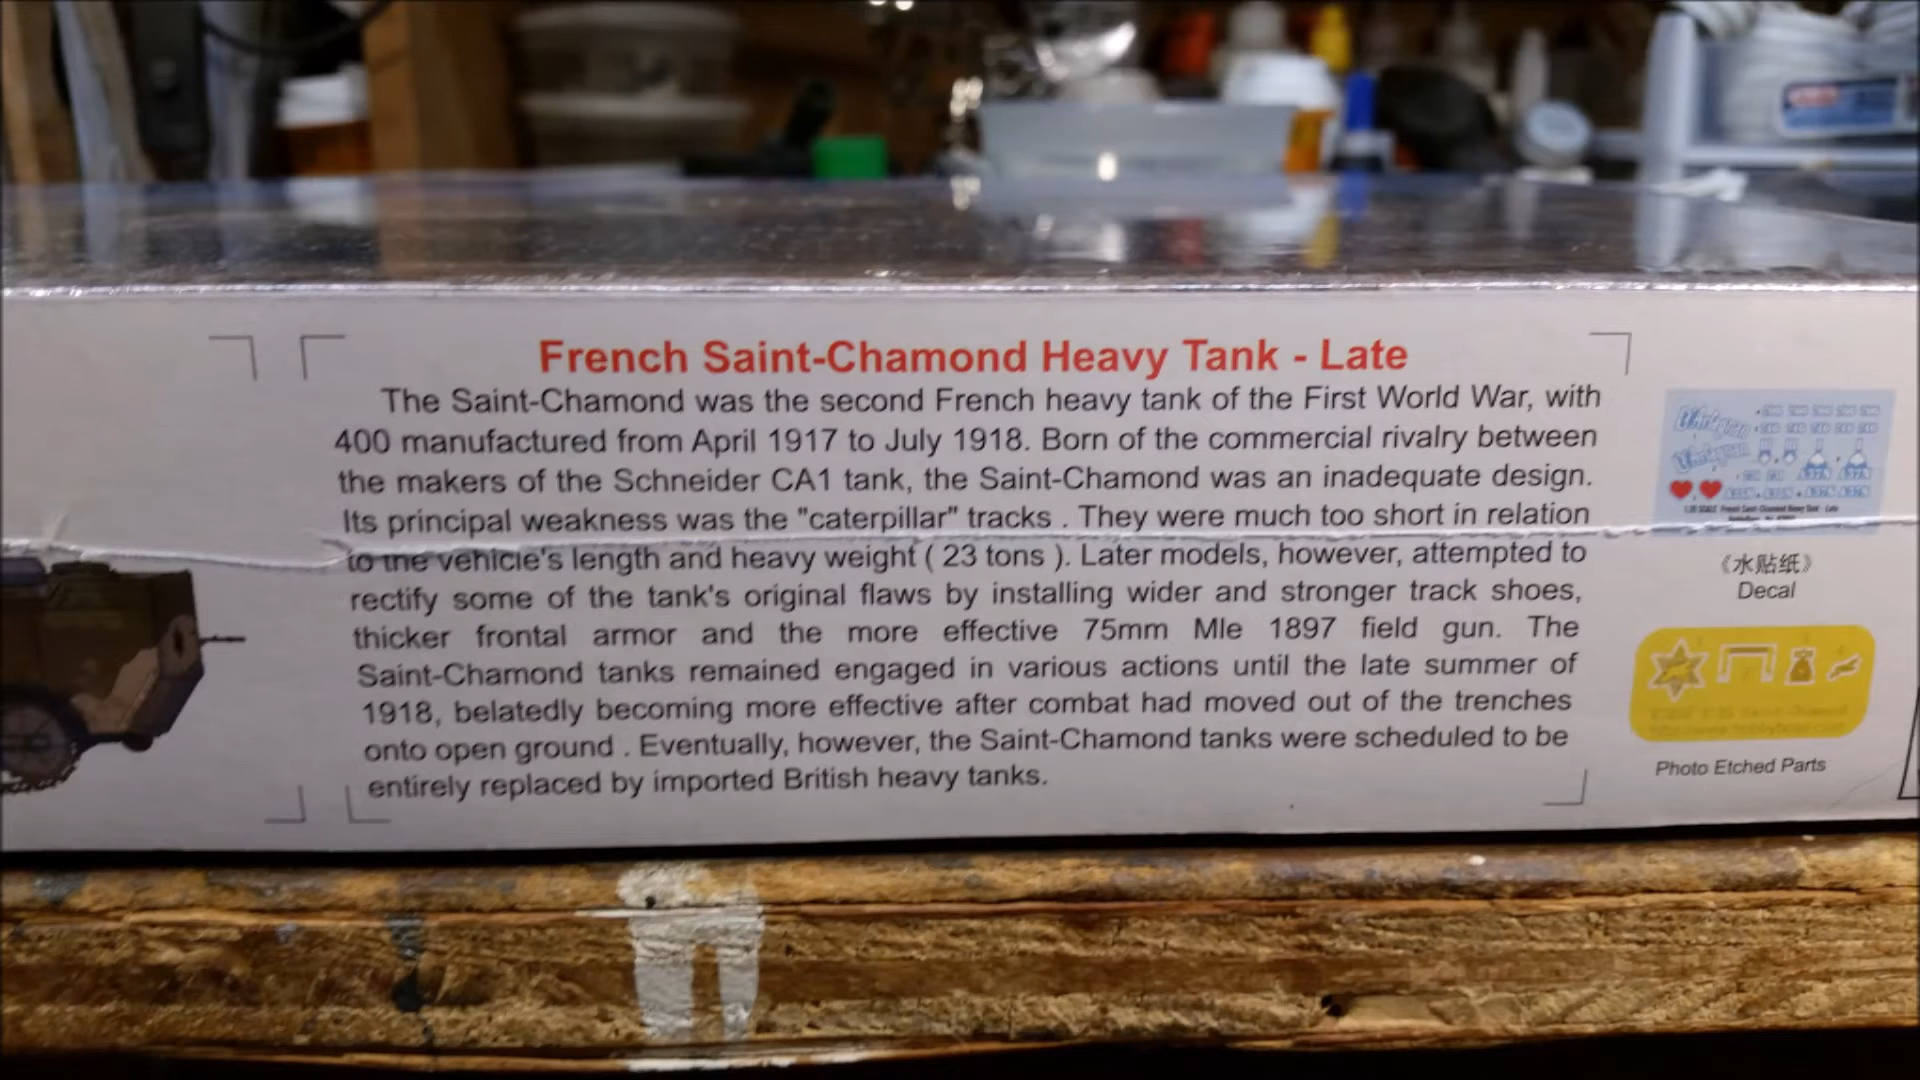 French Saint-Chamond Heavy Tank - Late
The Saint-Chamond was the second French heavy tank of the First World War, with
400 manufactured from April 1917 to July 1918. Born of the commercial rivalry between
the makers of the Schneider CA1 tank, the Saint-Chamond was an inadequate design.
Its principal weakness was the "caterpillar" tracks . They were much too short in relation
to the vehicle's length and heavy weight ( 23 tons ). Later models, however, attempted to
rectify some of the tank's original flaws by installing wider and stronger track shoes,
thicker frontal armor and the more effective 75mm Mle 1897 field gun. The
Saint-Chamond tanks remained engaged in various actions until the late summer of
1918, belatedly becoming more effective after combat had moved out of the trenches
onto open ground . Eventually, however, the Saint-Chamond tanks were scheduled to be
entirely replaced by imported British heavy tanks.
《水贴纸》
Decal
Photo Etched Parts